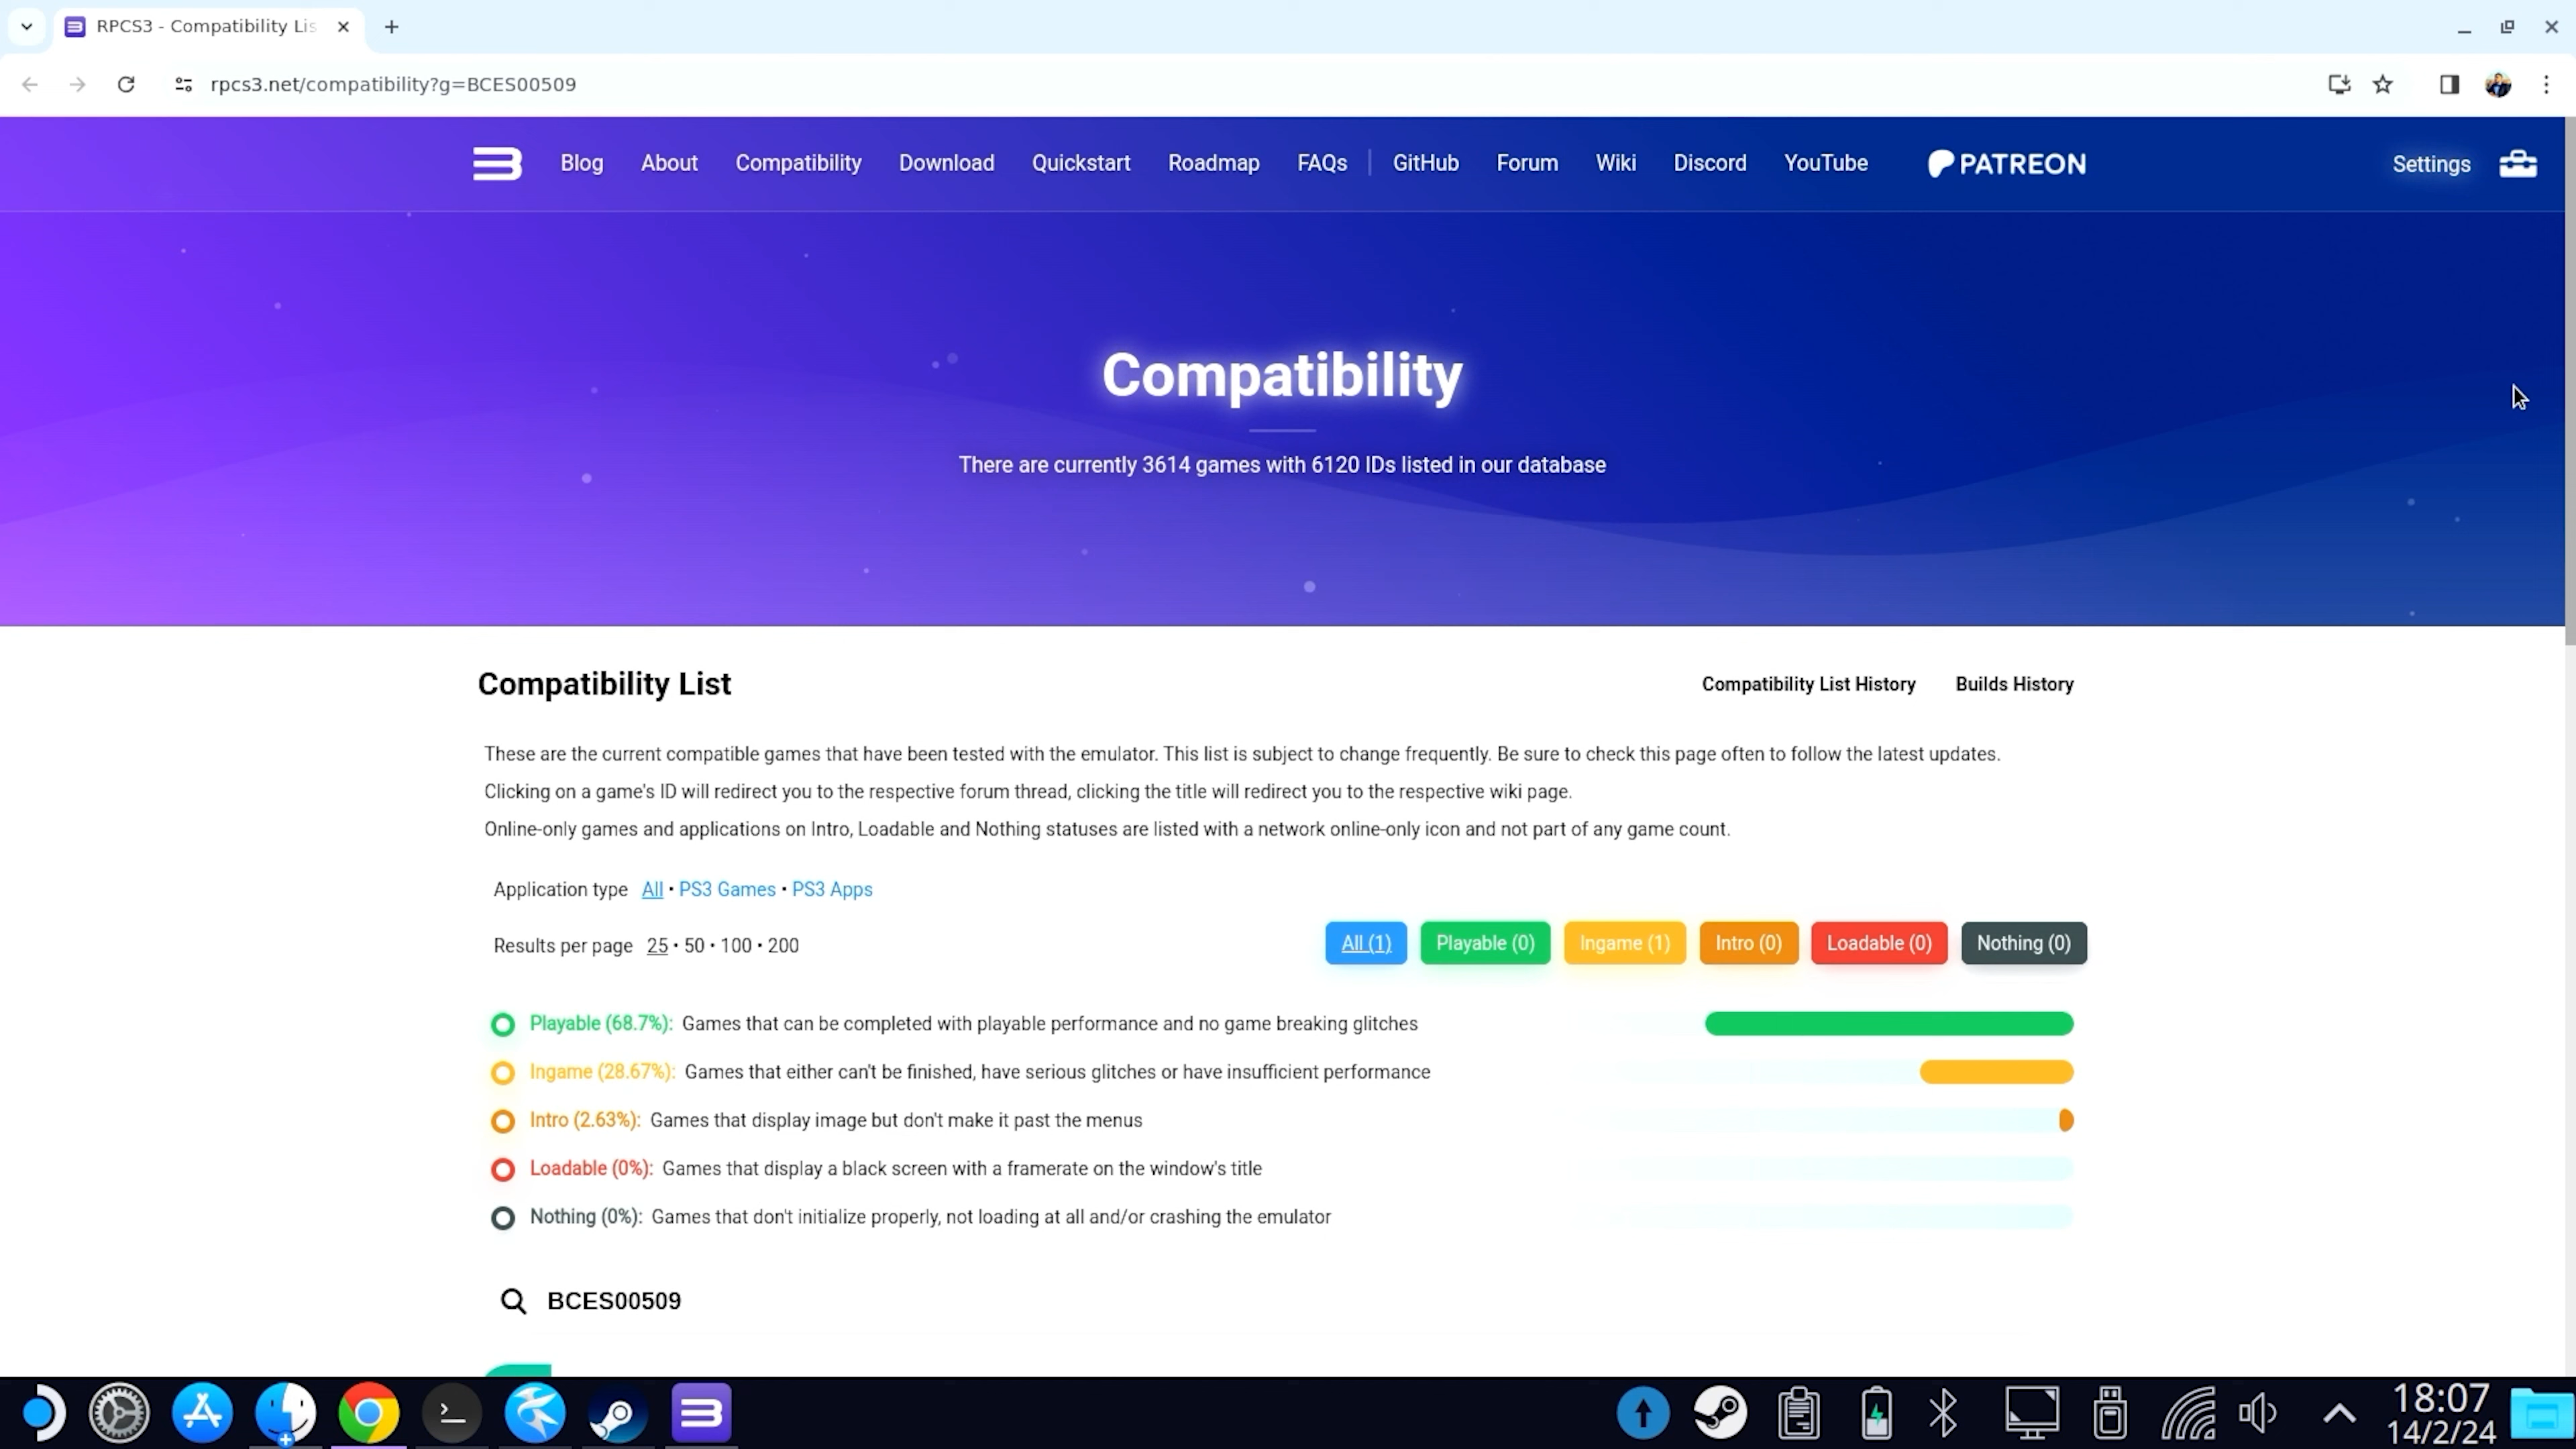 RPCS3 - Compatibility Lis
rpcs3.net/compatibility?g=BCES00509
Blog About Compatibility Download Quickstart Roadmap FAQs GitHub Forum Wiki Discord YouTube PATREON Settings
Compatibility
There are currently 3614 games with 6120 IDs listed in our database
Compatibility List Compatibility List History Builds History
These are the current compatible games that have been tested with the emulator. This list is subject to change frequently. Be sure to check this page often to follow the latest updates.
Clicking on a game's ID will redirect you to the respective forum thread, clicking the title will redirect you to the respective wiki page.
Online-only games and applications on Intro, Loadable and Nothing statuses are listed with a network online-only icon and not part of any game count.
Application type All • PS3 Games • PS3 Apps
Results per page 25 • 50 • 100 • 200 All (1) Playable (0) Ingame (1) Intro (0) Loadable (0) Nothing (0)
Playable (68.7%): Games that can be completed with playable performance and no game breaking glitches
Ingame (28.67%): Games that either can't be finished, have serious glitches or have insufficient performance
Intro (2.63%): Games that display image but don't make it past the menus
Loadable (0%): Games that display a black screen with a framerate on the window's title
Nothing (0%): Games that don't initialize properly, not loading at all and/or crashing the emulator
BCES00509
18:07
14/2/24